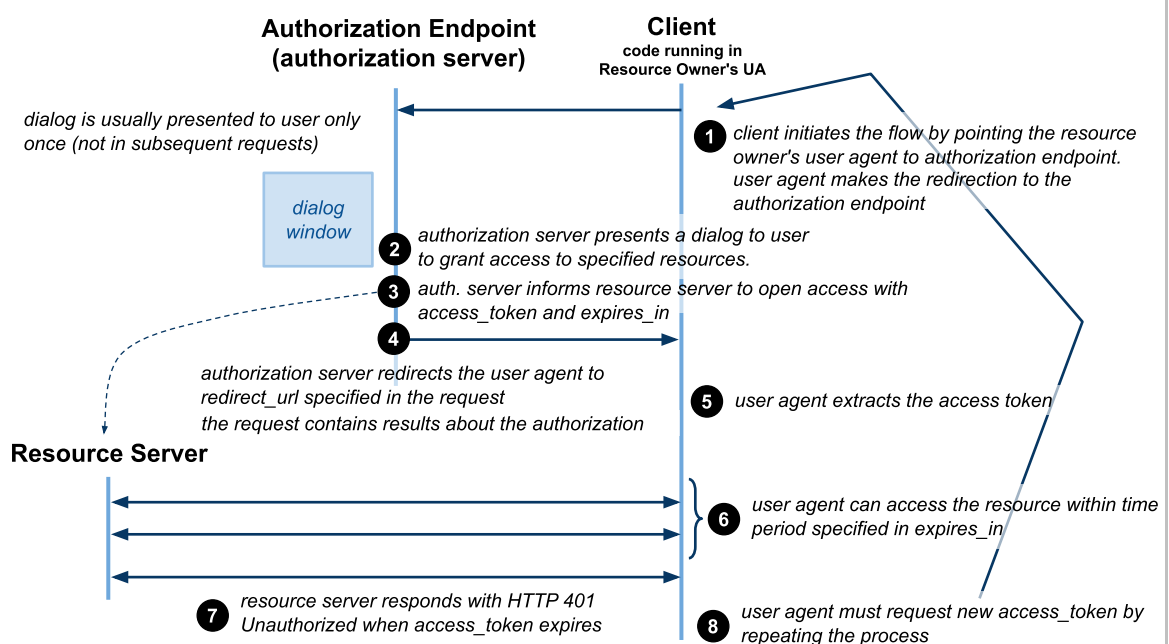 Authorization Endpoint
(authorization server)
Client
code running in
Resource Owner's UA
dialog is usually presented to user only
once (not in subsequent requests)
1
client initiates the flow by pointing the resource
owner's user agent to authorization endpoint.
user agent makes the redirection to the
authorization endpoint
dialog
window
2
authorization server presents a dialog to user
to grant access to specified resources.
3
auth. server informs resource server to open access with
access_token and expires_in
4
authorization server redirects the user agent to
redirect_url specified in the request
the request contains results about the authorization
5
user agent extracts the access token
Resource Server
6
user agent can access the resource within time
period specified in expires_in
7
resource server responds with HTTP 401
Unauthorized when access_token expires
8
user agent must request new access_token by
repeating the process